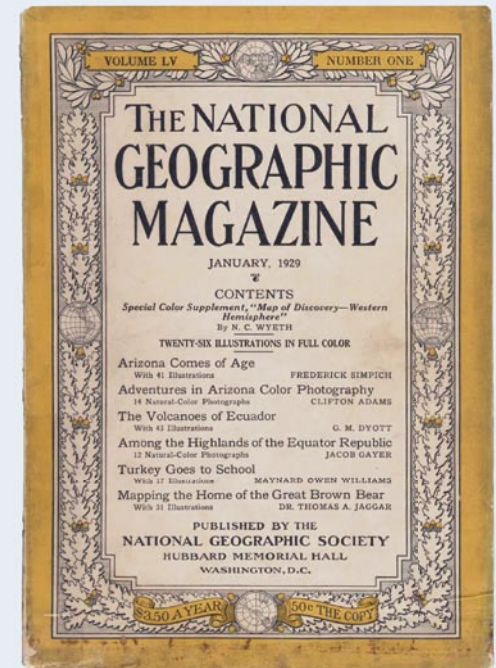 VOLUME LV NUMBER ONE
THE NATIONAL
GEOGRAPHIC
MAGAZINE
JANUARY, 1929
CONTENTS
Special Color Supplement, "Map of Discovery—Western
Hemisphere"
By N. C. WYETH
TWENTY-SIX ILLUSTRATIONS IN FULL COLOR
Arizona Comes of Age
With 41 Illustrations FREDERICK SIMPICH
Adventures in Arizona Color Photography
14 Natural-Color Photographs CLIFTON ADAMS
The Volcanoes of Ecuador
With 43 Illustrations G. M. DYOTT
Among the Highlands of the Equator Republic
12 Natural-Color Photographs JACOB GAYER
Turkey Goes to School
With 17 Illustrations MAYNARD OWEN WILLIAMS
Mapping the Home of the Great Brown Bear
With 31 Illustrations DR. THOMAS A. JAGGAR
PUBLISHED BY THE
NATIONAL GEOGRAPHIC SOCIETY
HUBBARD MEMORIAL HALL
WASHINGTON, D.C.
$3.50 A YEAR 50¢ THE COPY